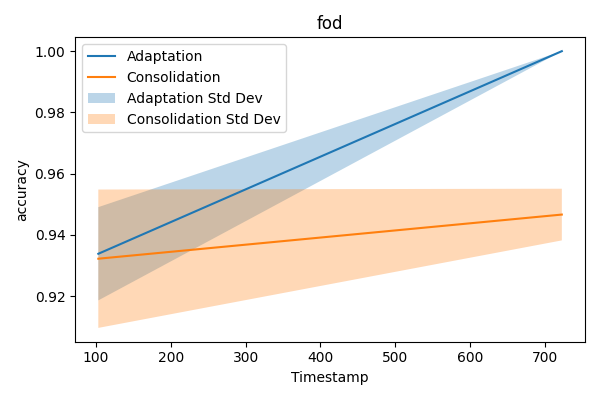 fod
Adaptation
Consolidation
Adaptation Std Dev
Consolidation Std Dev
accuracy
1.00
0.98
0.96
0.94
0.92
100 200 300 400 500 600 700
Timestamp